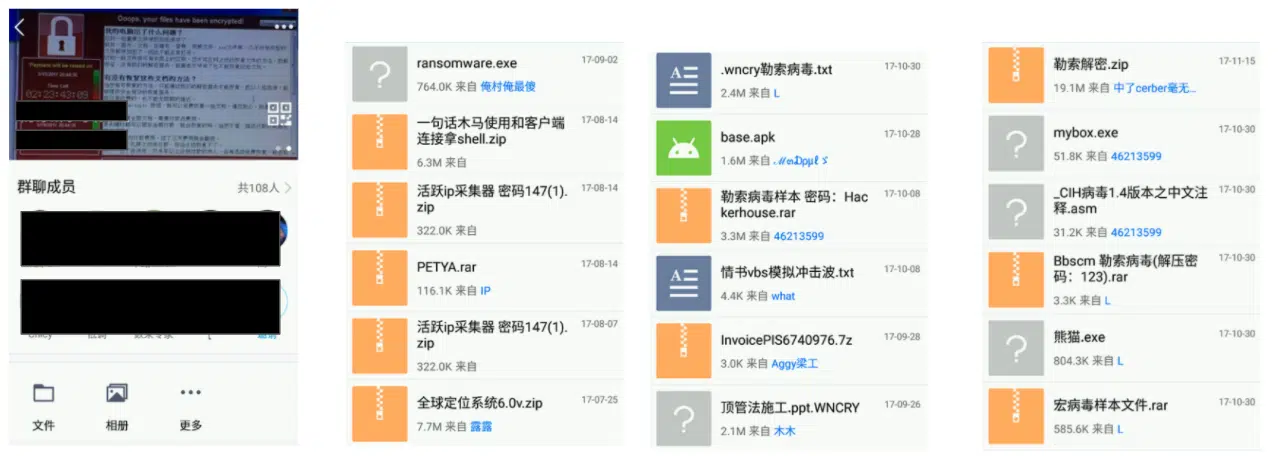 Ooops, your files have been encrypted!
我的电脑出了什么问题?
有没有恢复这些文档的方法?
02:23:42:09
群聊成员
共108人
文件
相册
更多
ransomware.exe
17-09-02
764.0K 来自 俺村俺最傻
一句话木马使用和客户端
连接拿shell.zip
17-08-14
6.3M 来自
活跃ip采集器 密码147(1).
zip
17-08-14
322.0K 来自
PETYA.rar
17-08-14
116.1K 来自 IP
活跃ip采集器 密码147(1).
zip
17-08-07
322.0K 来自
全球定位系统6.0v.zip
17-07-25
7.7M 来自 露露
.wncry勒索病毒.txt
17-10-30
2.4M 来自 L
base.apk
17-10-28
1.6M 来自
勒索病毒样本 密码：Hac
kerhouse.rar
17-10-08
3.3M 来自 46213599
情书vbs模拟冲击波.txt
17-10-08
4.4K 来自 what
InvoicePIS6740976.7z
17-09-28
3.0K 来自 Aggy梁工
顶管法施工.ppt.WNCRY
17-09-26
2.1M 来自 木木
勒索解密.zip
17-11-15
19.1M 来自 中了cerber毫无...
mybox.exe
17-10-30
51.8K 来自 46213599
_CIH病毒1.4版本之中文注
释.asm
17-10-30
31.2K 来自 46213599
Bbscm 勒索病毒(解压密
码：123).rar
17-10-30
3.3K 来自 L
熊猫.exe
17-10-30
804.3K 来自 L
宏病毒样本文件.rar
17-10-30
585.6K 来自 L